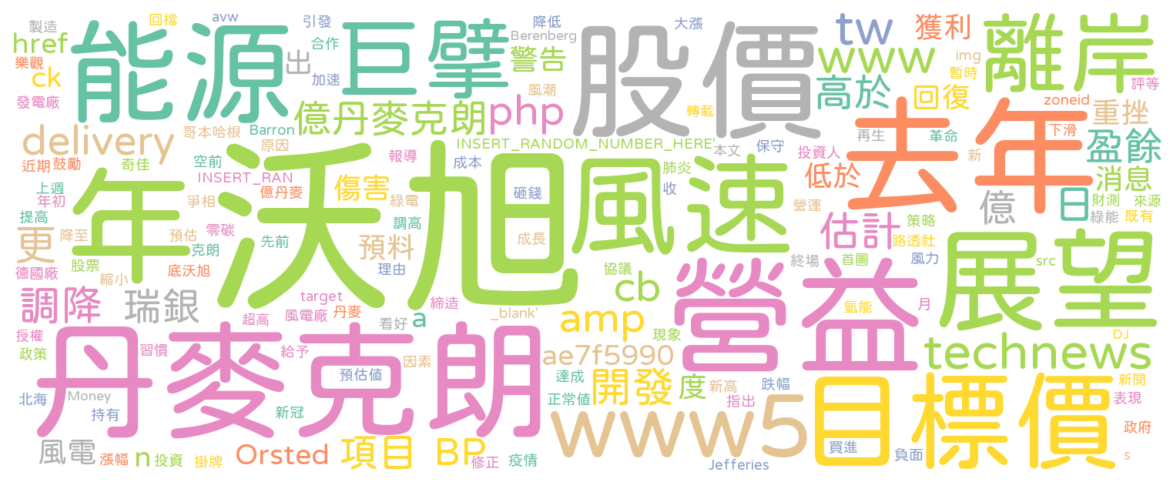 製造 回檔 avw 引發 降低 Berenberg 大漲 tw 獲利 離岸
href 能源 巨擘 股價 www img 評等
樂觀 ck 出 合作 警告 暫時
發電廠 加速 風潮 高於 回復 zoneid
億丹麥克朗 php 轉載 去年 重挫
delivery 哥本哈根 Barron INSERT_RANDOM_NUMBER_HERE 本文 保守 再生 革命 下滑 盈餘
近期 鼓勵 奇佳 空前 原因 報導 成本 肺炎 投資人 新
上週 年 INSERT_RAN 沃旭 風速 低於 消息
年初 億丹麥 傷害 綠電 砸錢 收 財測 來源
提高 爭相 零碳 調高 營運 億 日 綠能 既有
更 降至 預估 克朗 先前 預料 成長 估計 策略 展望
德國廠 股票 縮小 底沃旭 理由 協議 終場 首圖 路透社 風力 src
調降 瑞銀 target 丹麥 締造 cb 營益 氫能 月
授權 超高 風電廠 看好 a _blank' amp 現象 DJ
政策 丹麥克朗 習慣 給予 因素 ae7f5990 technews
北海 Money 預估值 達成 開發 度 新高 跌幅 目標價 新聞
持有 新冠 正常值 指出 表現
風電 www5 買進 政府
漲幅 n 投資 掛牌 Orsted 項目 BP 修正 疫情 Jefferies 負面 s